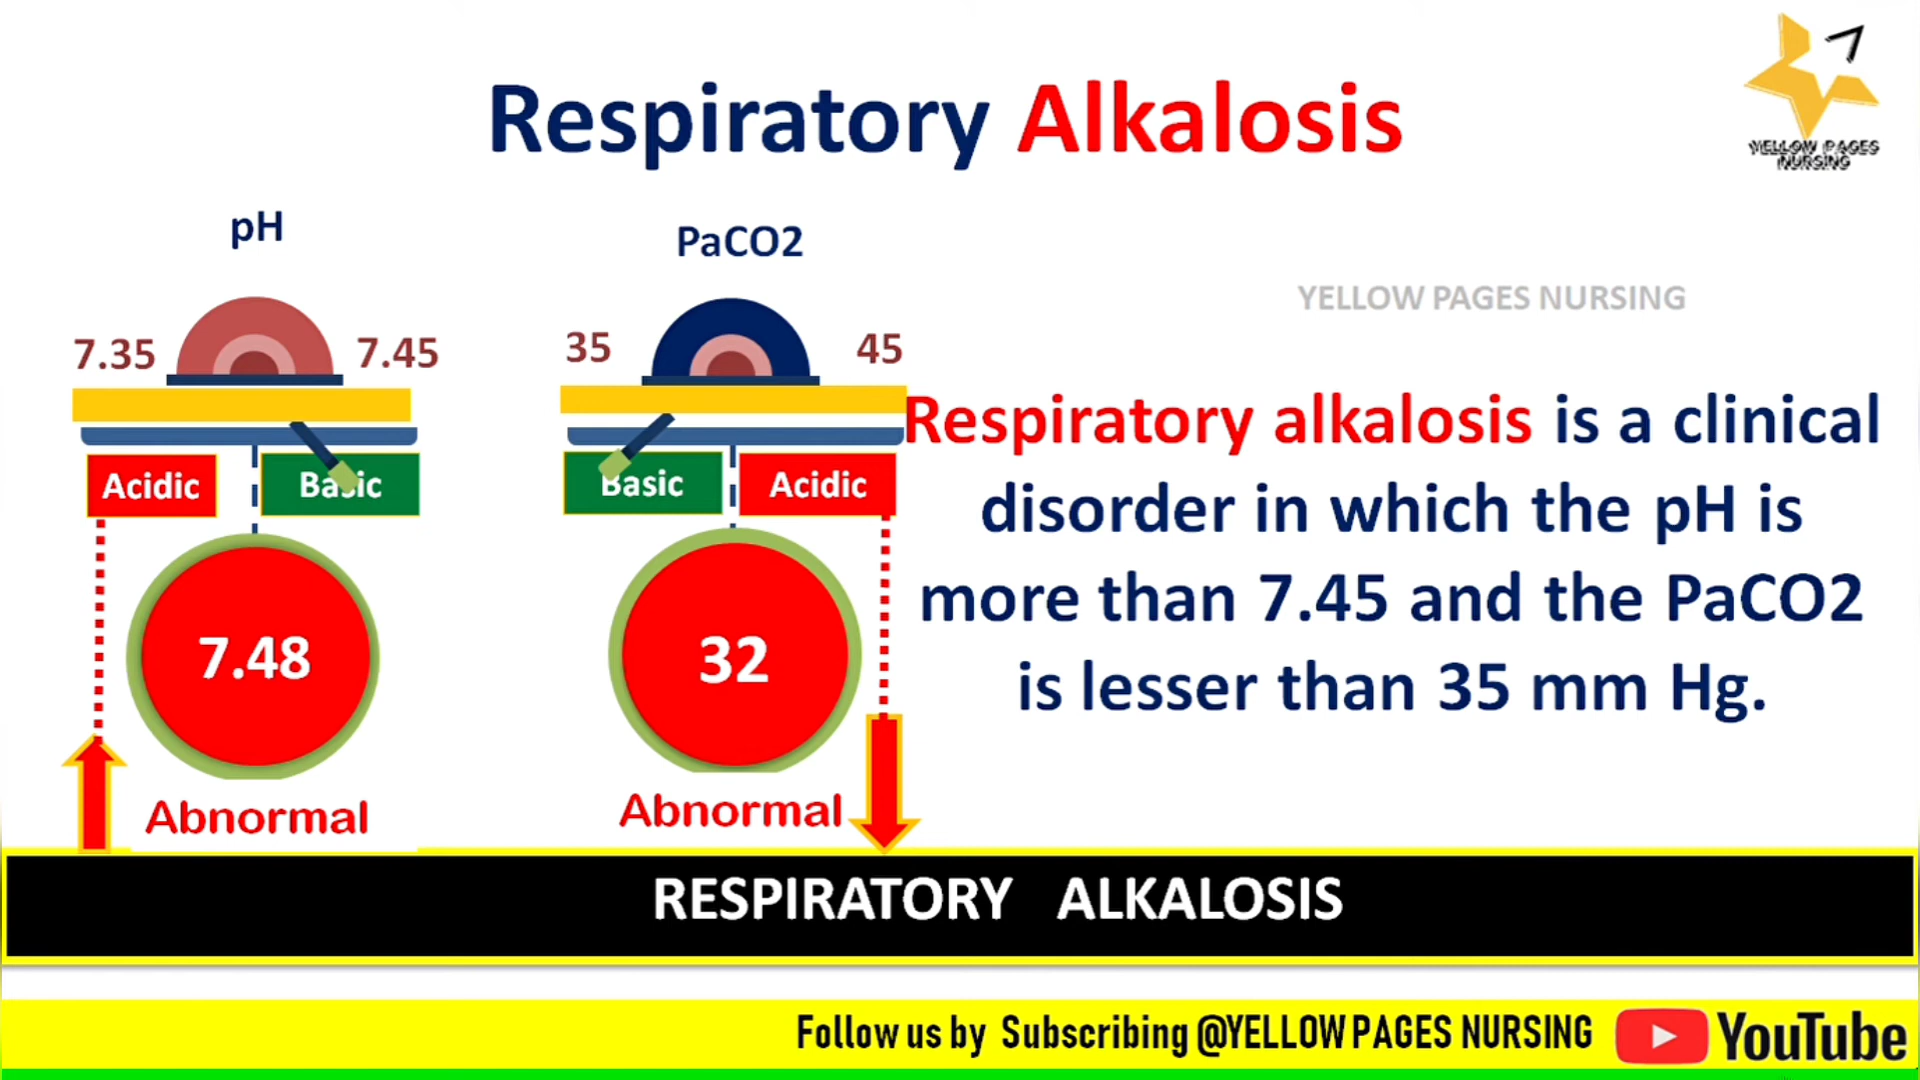 Respiratory Alkalosis
YELLOW PAGES
NURSING
pH
PaCO2
YELLOW PAGES NURSING
7.35
7.45
35
45
Acidic
Basic
Basic
Acidic
7.48
32
Abnormal
Abnormal
Respiratory alkalosis is a clinical
disorder in which the pH is
more than 7.45 and the PaCO2
is lesser than 35 mm Hg.
RESPIRATORY ALKALOSIS
Follow us by Subscribing @YELLOW PAGES NURSING
YouTube